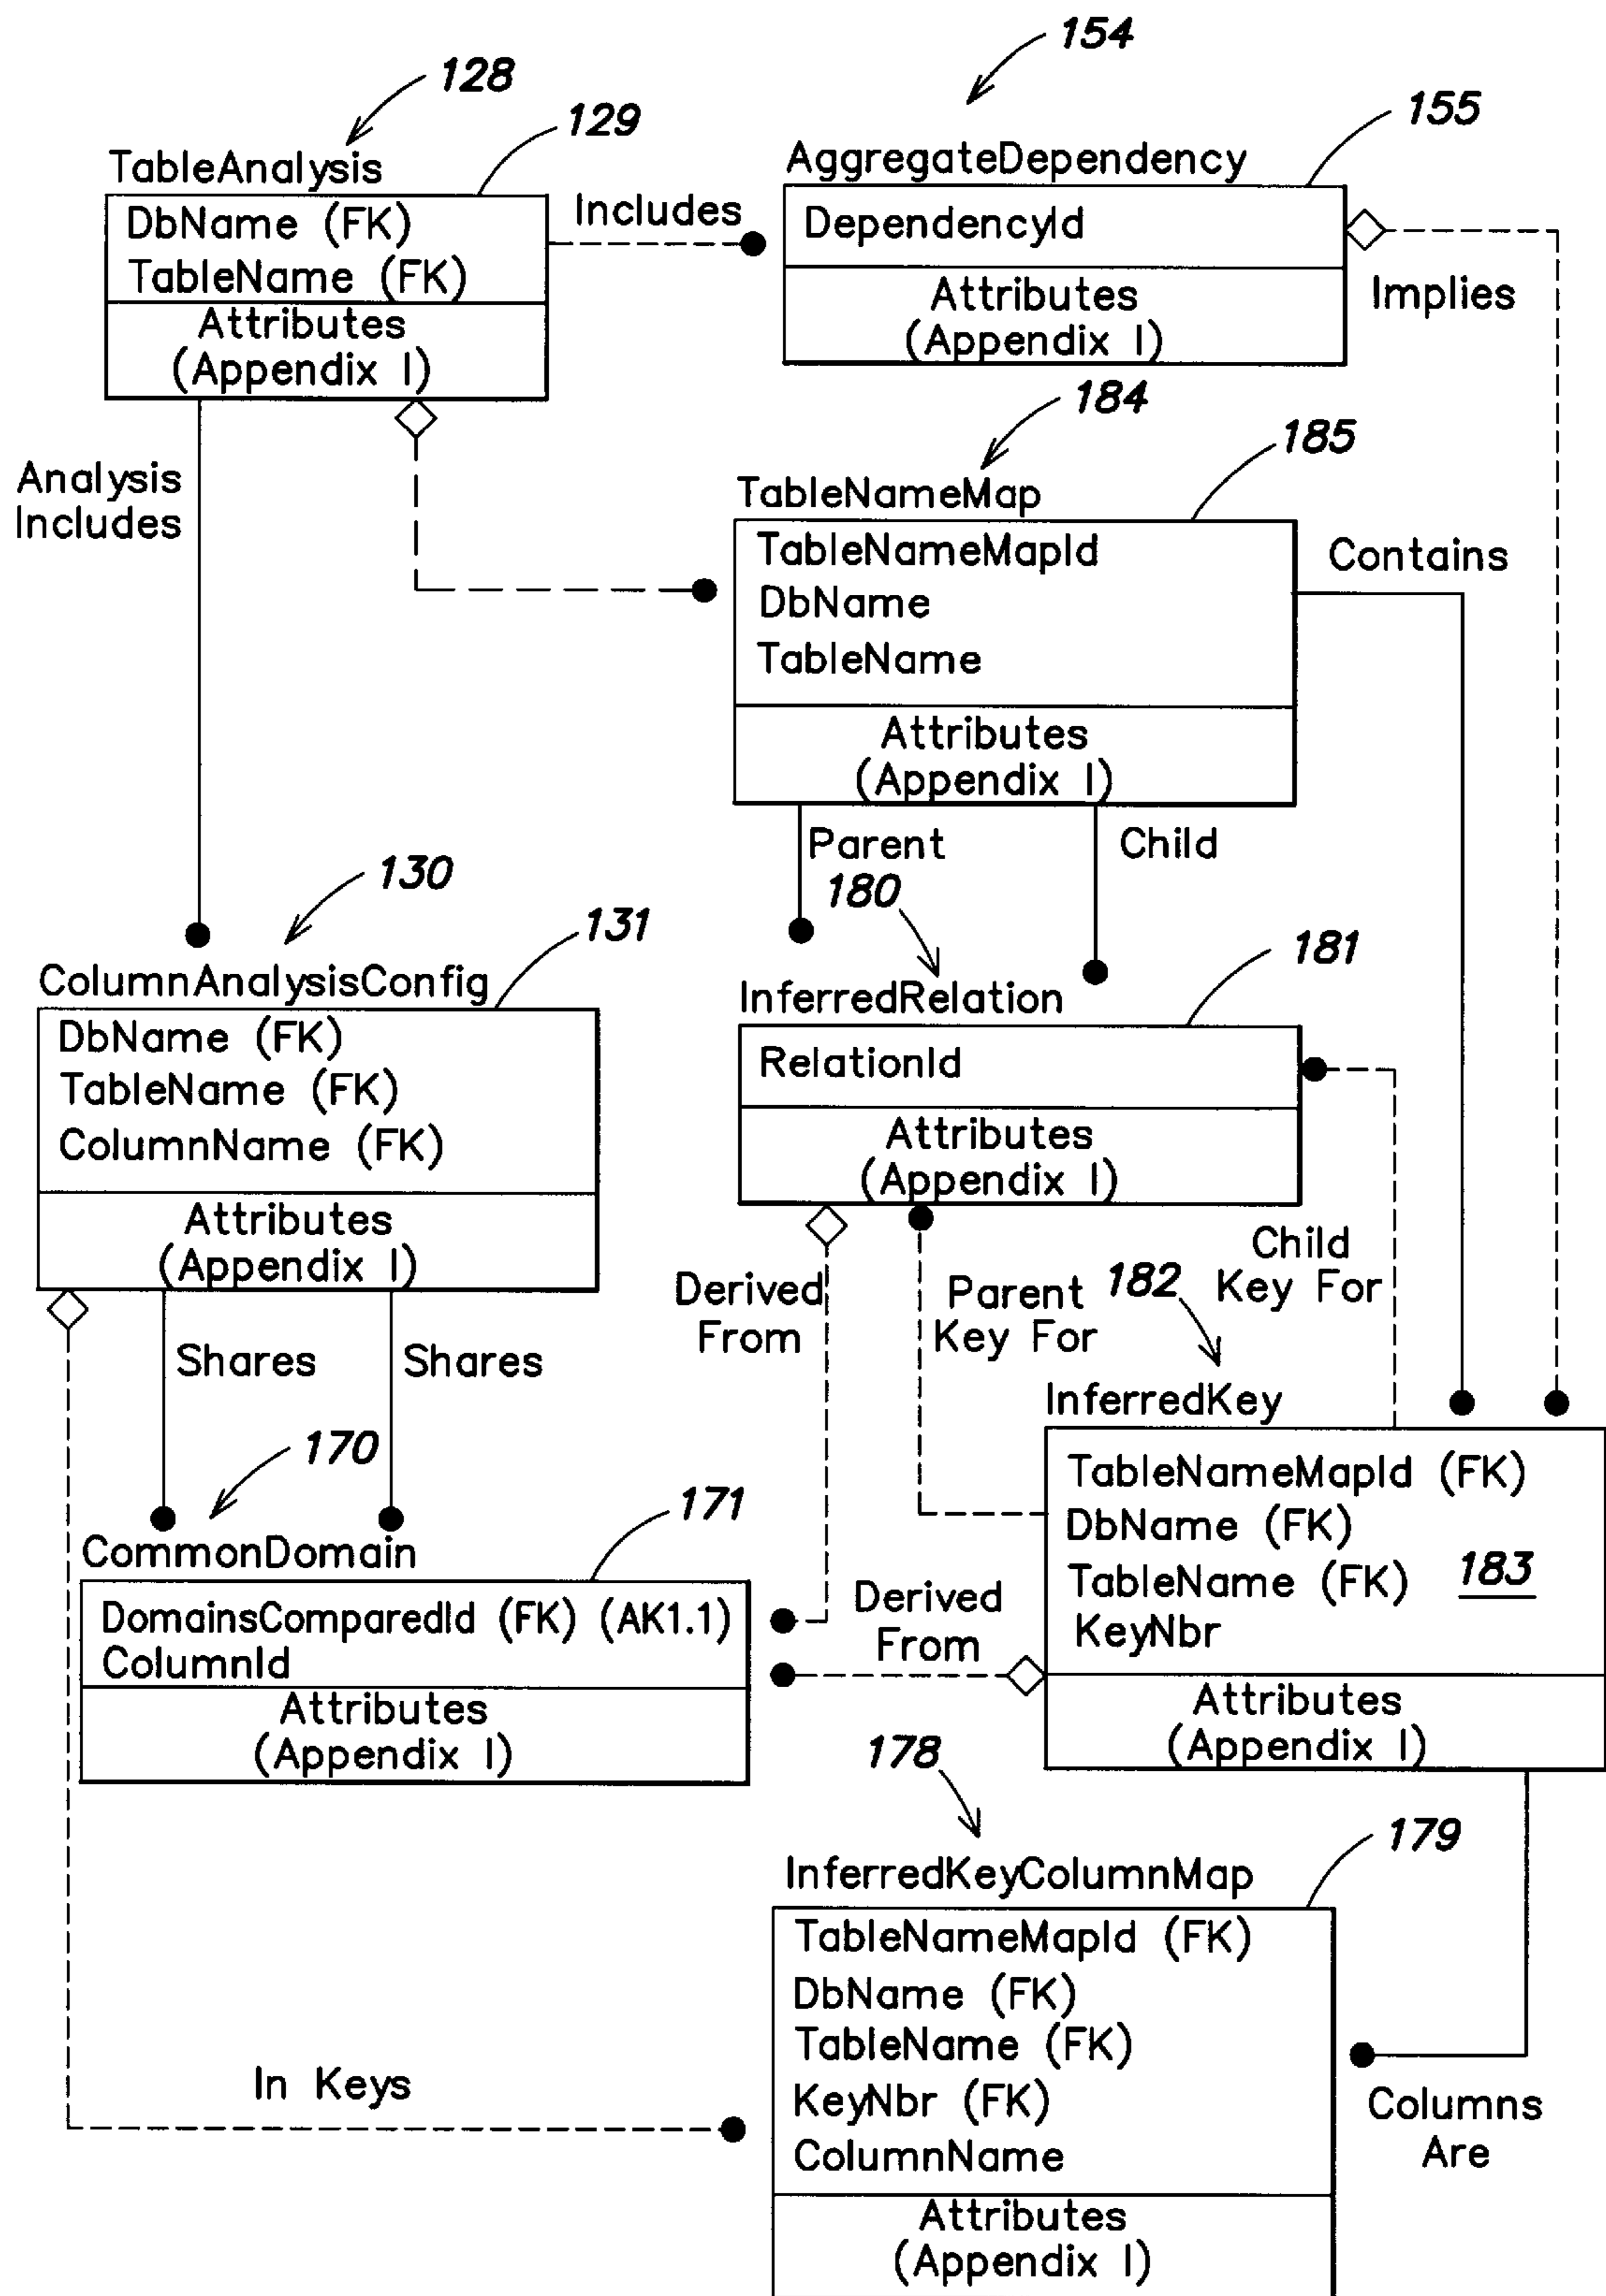 154
128
129
155
TableAnalysis
AggregateDependency
DbName (FK)
TableName (FK)
Attributes
(Appendix I)
Includes
DependencyId
Attributes
(Appendix I)
Implies
184
185
Analysis
Includes
TableNameMap
TableNameMapId
DbName
TableName
Attributes
(Appendix I)
Contains
Parent
Child
130
131
180
181
ColumnAnalysisConfig
DbName (FK)
TableName (FK)
ColumnName (FK)
Attributes
(Appendix I)
InferredRelation
RelationId
Attributes
(Appendix I)
Derived
From
Parent
Key For
182
Child
Key For
Shares
Shares
InferredKey
170
171
TableNameMapId (FK)
DbName (FK)
TableName (FK)
183
KeyNbr
Attributes
(Appendix I)
CommonDomain
DomainsComparedId (FK) (AK1.1)
ColumnId
Attributes
(Appendix I)
Derived
From
178
179
InferredKeyColumnMap
TableNameMapId (FK)
DbName (FK)
TableName (FK)
KeyNbr (FK)
ColumnName
Attributes
(Appendix I)
In Keys
Columns
Are